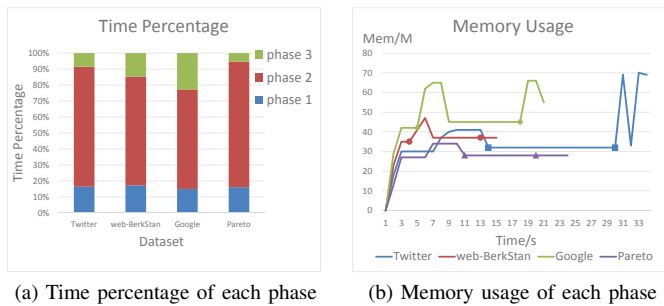 Time Percentage
100%
90%
80%
70%
60%
50%
40%
30%
20%
10%
0%
Time Percentage
phase 3
phase 2
phase 1
Twitter web-BerkStan Google Pareto
Dataset
(a) Time percentage of each phase
Memory Usage
Mem/M
80
70
60
50
40
30
20
10
0
1 3 5 7 9 11 13 15 17 19 21 23 25 27 29 31 33
Time/s
Twitter web-BerkStan Google Pareto
(b) Memory usage of each phase